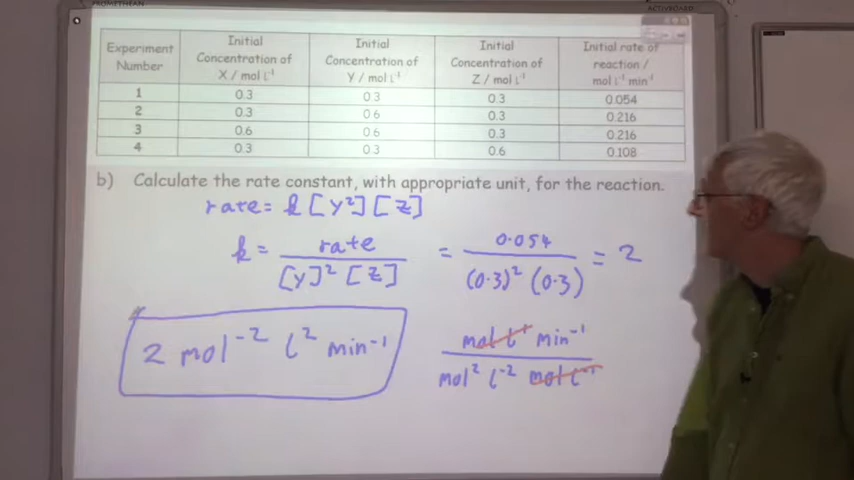 PROMETHEAN
ACTIVBOARD
Experiment Number | Initial Concentration of X / mol l⁻¹ | Initial Concentration of Y / mol l⁻¹ | Initial Concentration of Z / mol l⁻¹ | Initial rate of reaction / mol l⁻¹ min⁻¹
1 0.3 0.3 0.3 0.054
2 0.3 0.6 0.3 0.216
3 0.6 0.6 0.3 0.216
4 0.3 0.3 0.6 0.108
b) Calculate the rate constant, with appropriate unit, for the reaction.
rate = k [Y²] [Z]
k = rate / [Y]² [Z] = 0.054 / (0.3)² (0.3) = 2
2 mol⁻² l² min⁻¹
mol l⁻¹ min⁻¹
mol² l⁻² mol l⁻¹